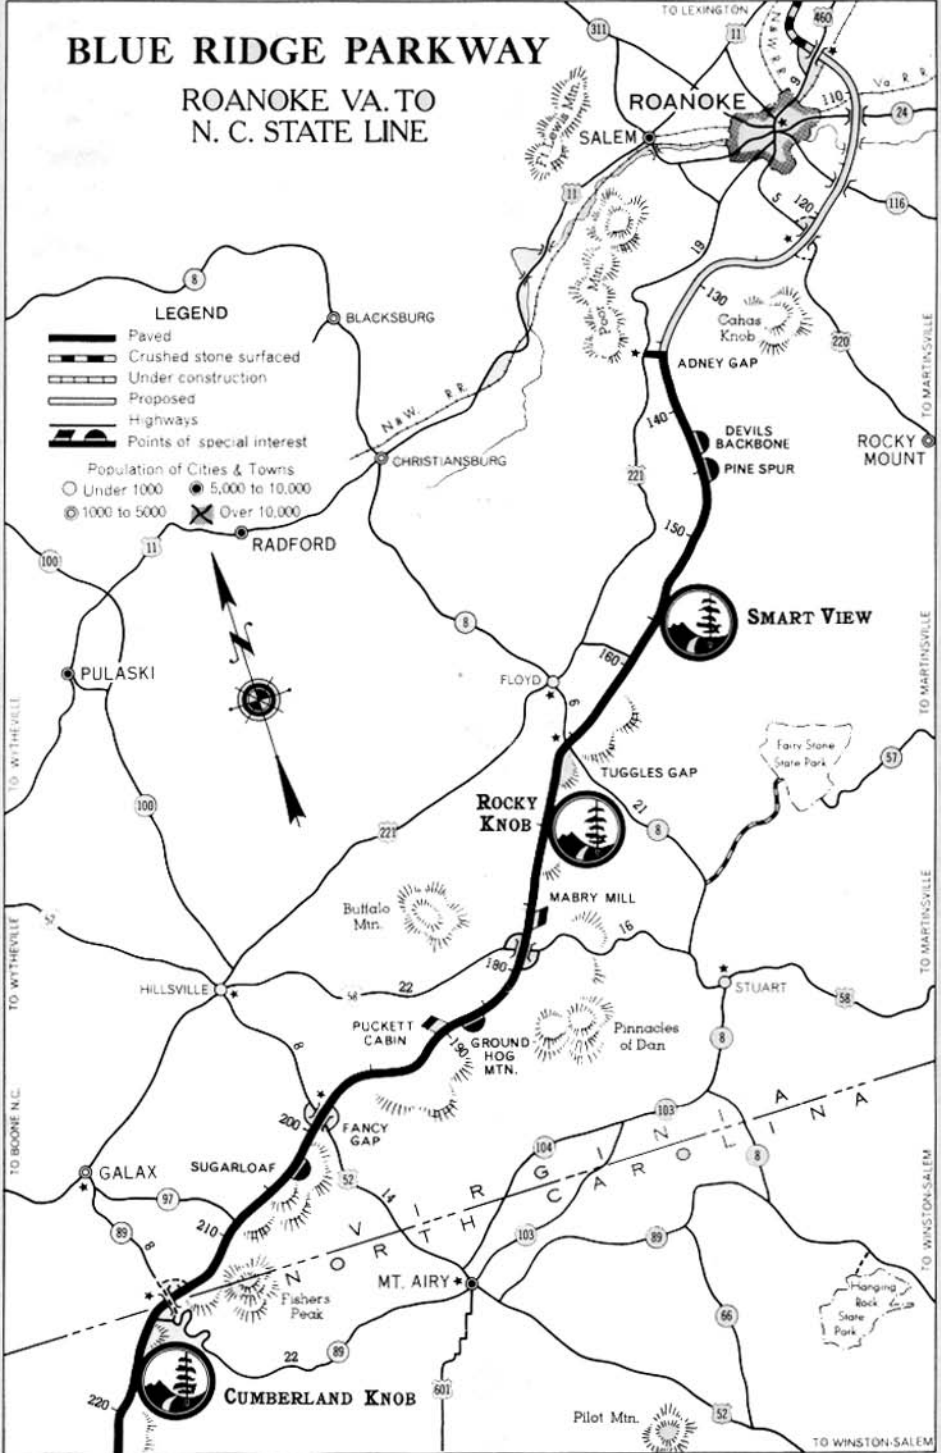 BLUE RIDGE PARKWAY
ROANOKE VA. TO
N. C. STATE LINE
TO LEXINGTON
311
11
460
N & W R R
9
ROANOKE
110
Va R R
24
SALEM
Ft Lewis Mtn.
11
5
120
116
19
Poor Mtn.
130
Cahas
Knob
220
TO MARTINSVILLE
8
LEGEND
Paved
Crushed stone surfaced
Under construction
Proposed
Highways
Points of special interest
Population of Cities & Towns
Under 1000
5,000 to 10,000
1000 to 5000
Over 10,000
BLACKSBURG
ADNEY GAP
N & W. R R.
140
DEVILS
BACKBONE
PINE SPUR
ROCKY
MOUNT
CHRISTIANSBURG
221
150
RADFORD
11
100
N
8
SMART VIEW
160
PULASKI
FLOYD
6
TO MARTINSVILLE
TO WYTHEVILLE
Fairy Stone
State Park
57
TUGGLES GAP
100
ROCKY
KNOB
21
8
221
MABRY MILL
Buffalo
Mtn.
16
52
TO WYTHEVILLE
TO MARTINSVILLE
180
HILLSVILLE
58
22
STUART
58
PUCKETT
CABIN
190
GROUND
HOG
MTN.
Pinnacles
of Dan
8
8
TO BOONE N.C.
200
FANCY
GAP
103
104
VIRGINIA
NORTH CAROLINA
8
GALAX
SUGARLOAF
52
14
97
89
8
210
103
89
TO WINSTON-SALEM
MT. AIRY
Fishers
Peak
Hanging
Rock
State
Park
66
89
22
601
220
CUMBERLAND KNOB
Pilot Mtn.
52
TO WINSTON-SALEM